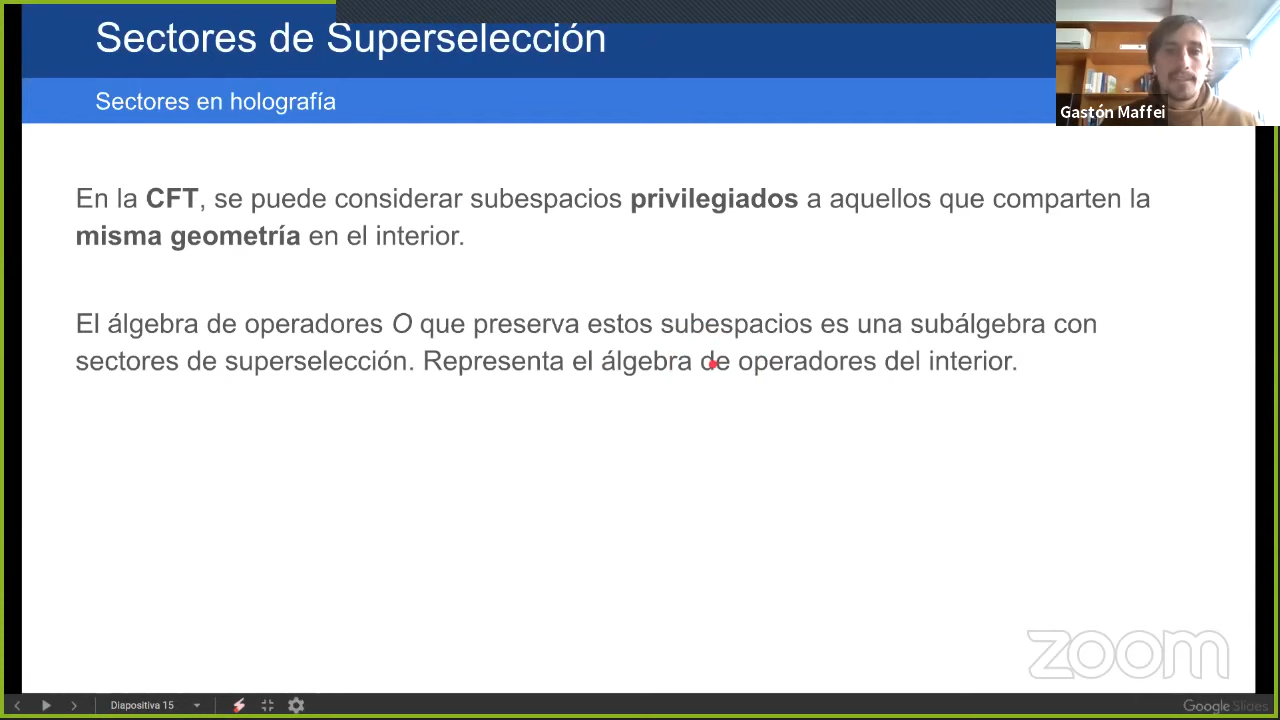 Sectores de Superselección
Sectores en holografía
Gastón Maffei
En la CFT, se puede considerar subespacios privilegiados a aquellos que comparten la
misma geometría en el interior.
El álgebra de operadores O que preserva estos subespacios es una subálgebra con
sectores de superselección. Representa el álgebra de operadores del interior.
zoom
Diapositiva 15
Google Slides